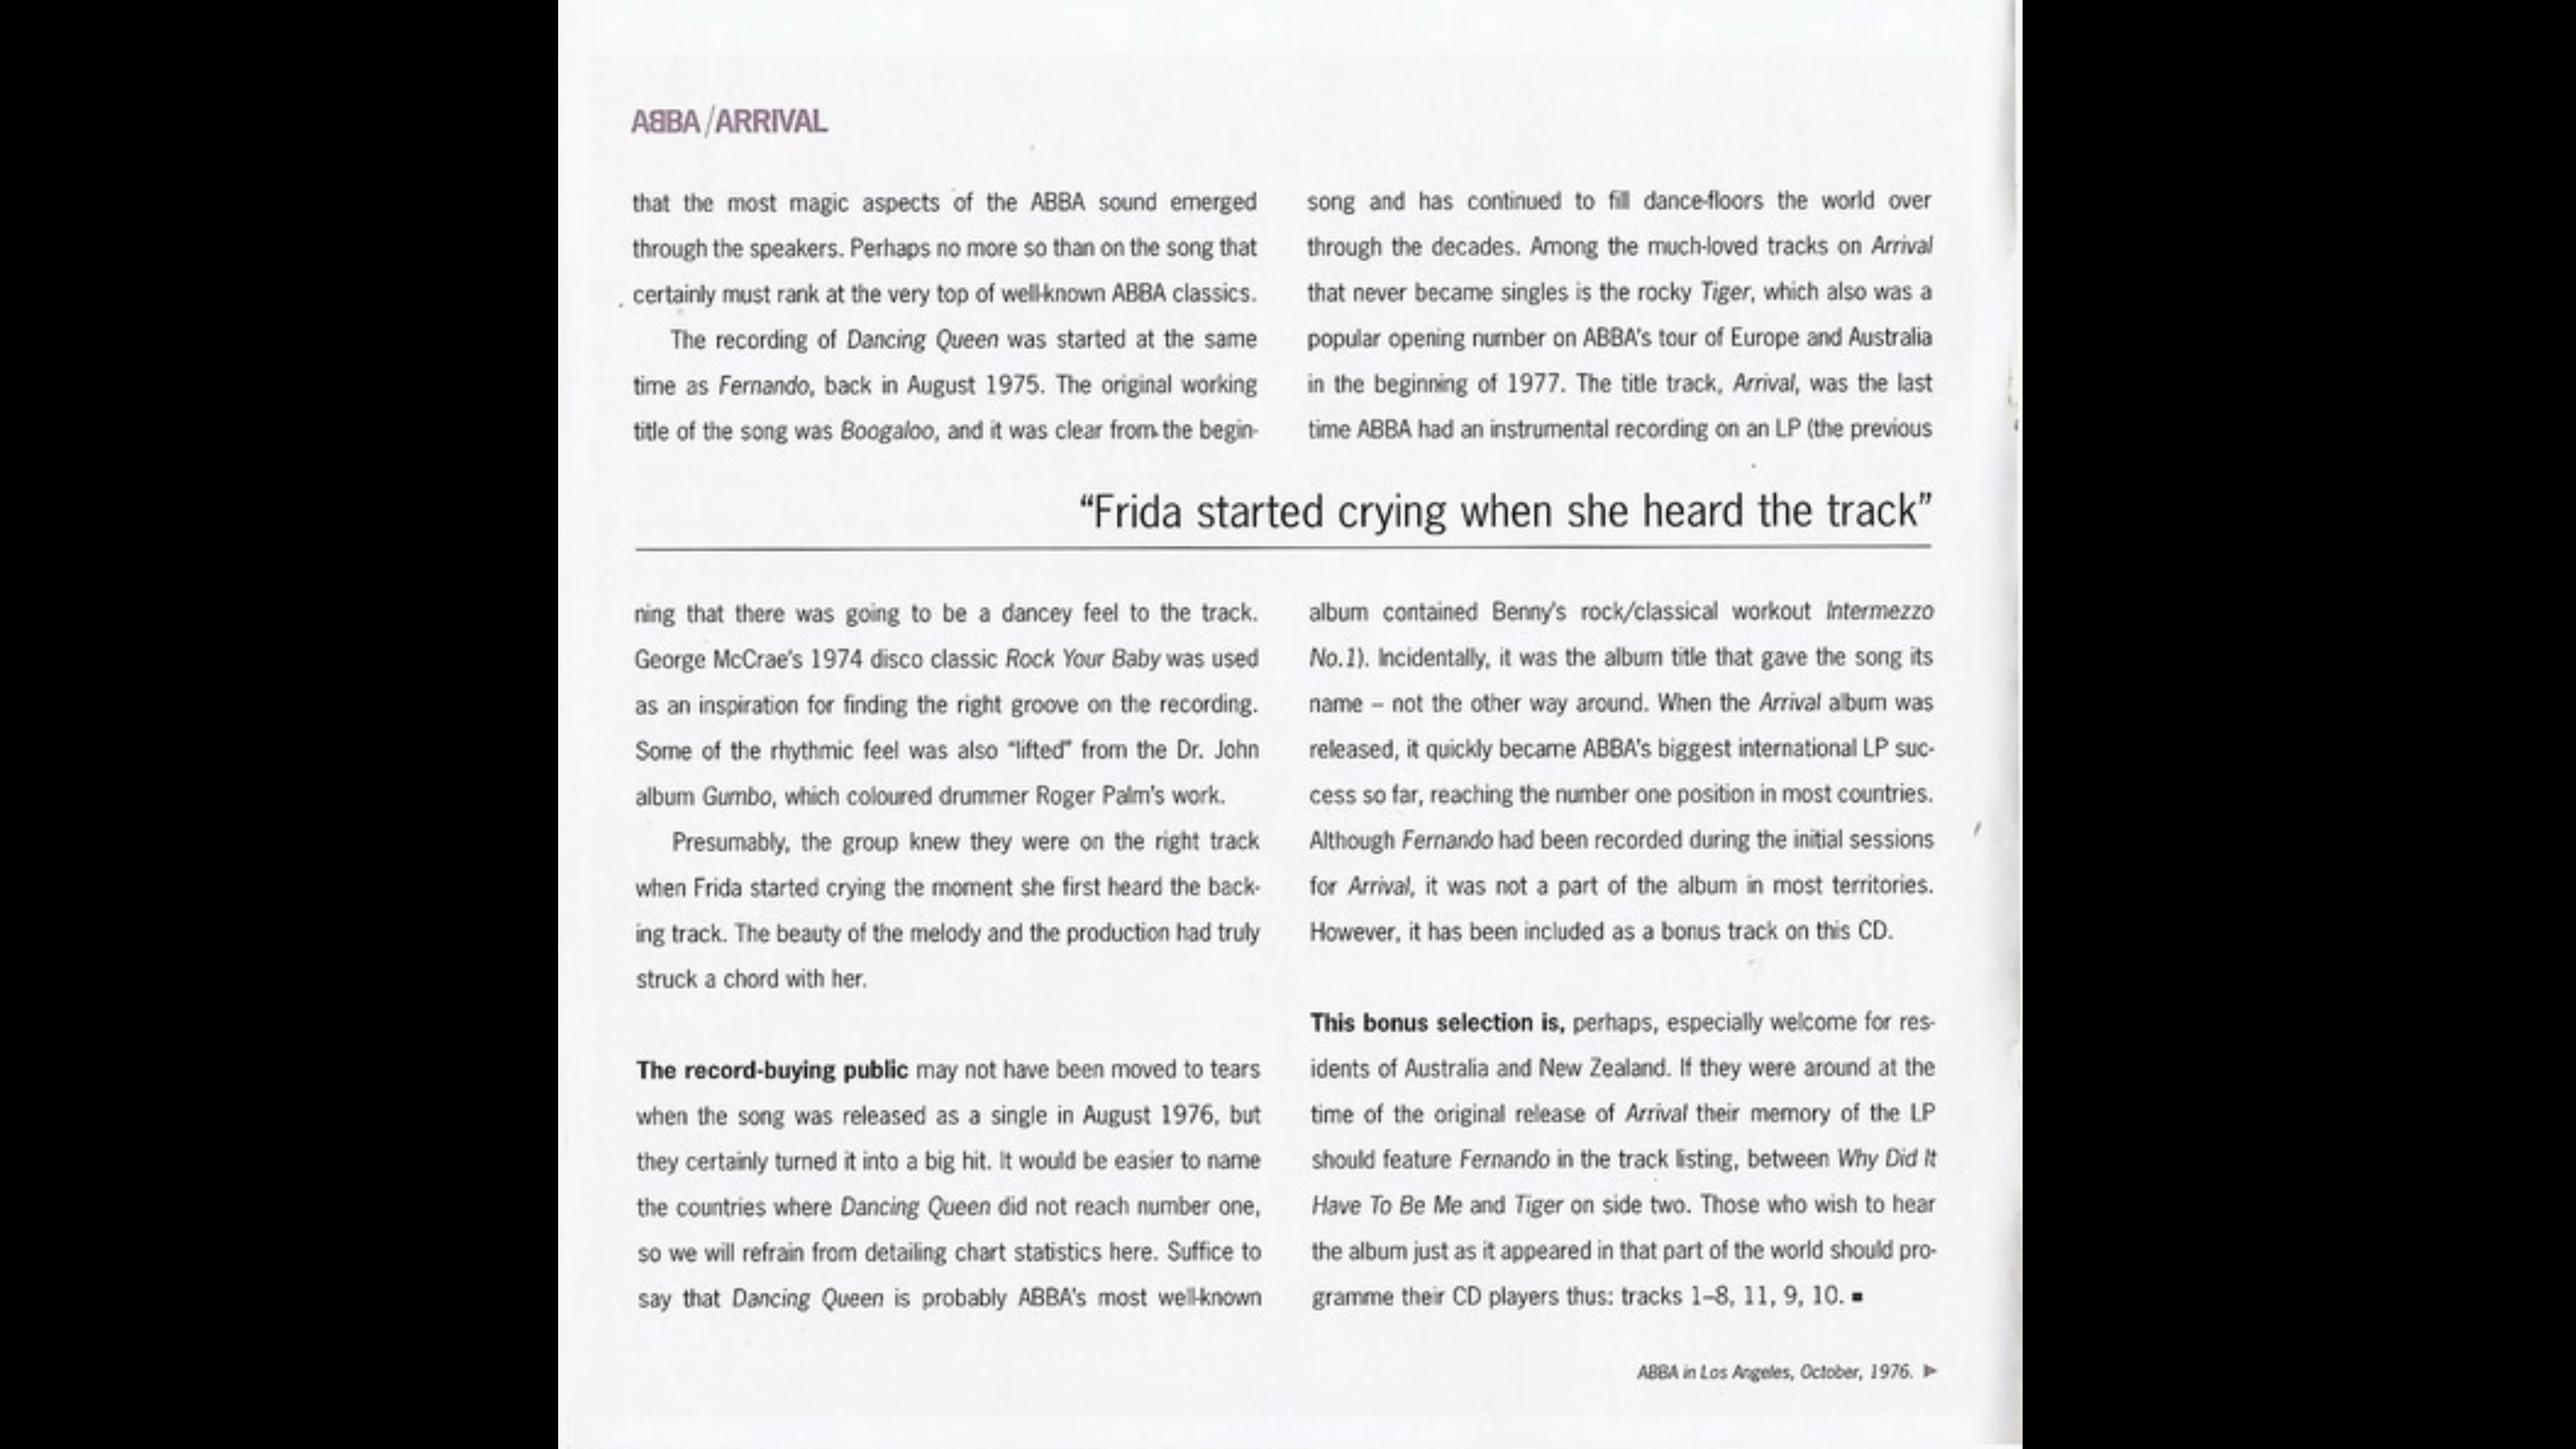 ABBA/ARRIVAL
that the most magic aspects of the ABBA sound emerged
through the speakers. Perhaps no more so than on the song that
certainly must rank at the very top of well-known ABBA classics.
The recording of Dancing Queen was started at the same
time as Fernando, back in August 1975. The original working
title of the song was Boogaloo, and it was clear from the begin-
ning that there was going to be a dancey feel to the track.
George McCrae's 1974 disco classic Rock Your Baby was used
as an inspiration for finding the right groove on the recording.
Some of the rhythmic feel was also "lifted" from the Dr. John
album Gumbo, which coloured drummer Roger Palm's work.
Presumably, the group knew they were on the right track
when Frida started crying the moment she first heard the back-
ing track. The beauty of the melody and the production had truly
struck a chord with her.
The record-buying public may not have been moved to tears
when the song was released as a single in August 1976, but
they certainly turned it into a big hit. It would be easier to name
the countries where Dancing Queen did not reach number one,
so we will refrain from detailing chart statistics here. Suffice to
say that Dancing Queen is probably ABBA's most well-known
song and has continued to fill dance-floors the world over
through the decades. Among the much-loved tracks on Arrival
that never became singles is the rocky Tiger, which also was a
popular opening number on ABBA's tour of Europe and Australia
in the beginning of 1977. The title track, Arrival, was the last
time ABBA had an instrumental recording on an LP (the previous
"Frida started crying when she heard the track"
album contained Benny's rock/classical workout Intermezzo
No.1). Incidentally, it was the album title that gave the song its
name – not the other way around. When the Arrival album was
released, it quickly became ABBA's biggest international LP suc-
cess so far, reaching the number one position in most countries.
Although Fernando had been recorded during the initial sessions
for Arrival, it was not a part of the album in most territories.
However, it has been included as a bonus track on this CD.
This bonus selection is, perhaps, especially welcome for res-
idents of Australia and New Zealand. If they were around at the
time of the original release of Arrival their memory of the LP
should feature Fernando in the track listing, between Why Did It
Have To Be Me and Tiger on side two. Those who wish to hear
the album just as it appeared in that part of the world should pro-
gramme their CD players thus: tracks 1–8, 11, 9, 10. ■
ABBA in Los Angeles, October, 1976. ▶